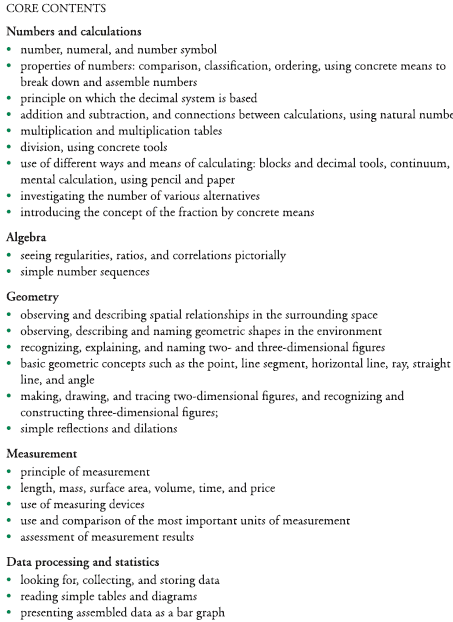 CORE CONTENTS
Numbers and calculations
• number, numeral, and number symbol
• properties of numbers: comparison, classification, ordering, using concrete means to
break down and assemble numbers
• principle on which the decimal system is based
• addition and subtraction, and connections between calculations, using natural numbe
• multiplication and multiplication tables
• division, using concrete tools
• use of different ways and means of calculating: blocks and decimal tools, continuum,
mental calculation, using pencil and paper
• investigating the number of various alternatives
• introducing the concept of the fraction by concrete means
Algebra
• seeing regularities, ratios, and correlations pictorially
• simple number sequences
Geometry
• observing and describing spatial relationships in the surrounding space
• observing, describing and naming geometric shapes in the environment
• recognizing, explaining, and naming two- and three-dimensional figures
• basic geometric concepts such as the point, line segment, horizontal line, ray, straight
line, and angle
• making, drawing, and tracing two-dimensional figures, and recognizing and
constructing three-dimensional figures;
• simple reflections and dilations
Measurement
• principle of measurement
• length, mass, surface area, volume, time, and price
• use of measuring devices
• use and comparison of the most important units of measurement
• assessment of measurement results
Data processing and statistics
• looking for, collecting, and storing data
• reading simple tables and diagrams
• presenting assembled data as a bar graph